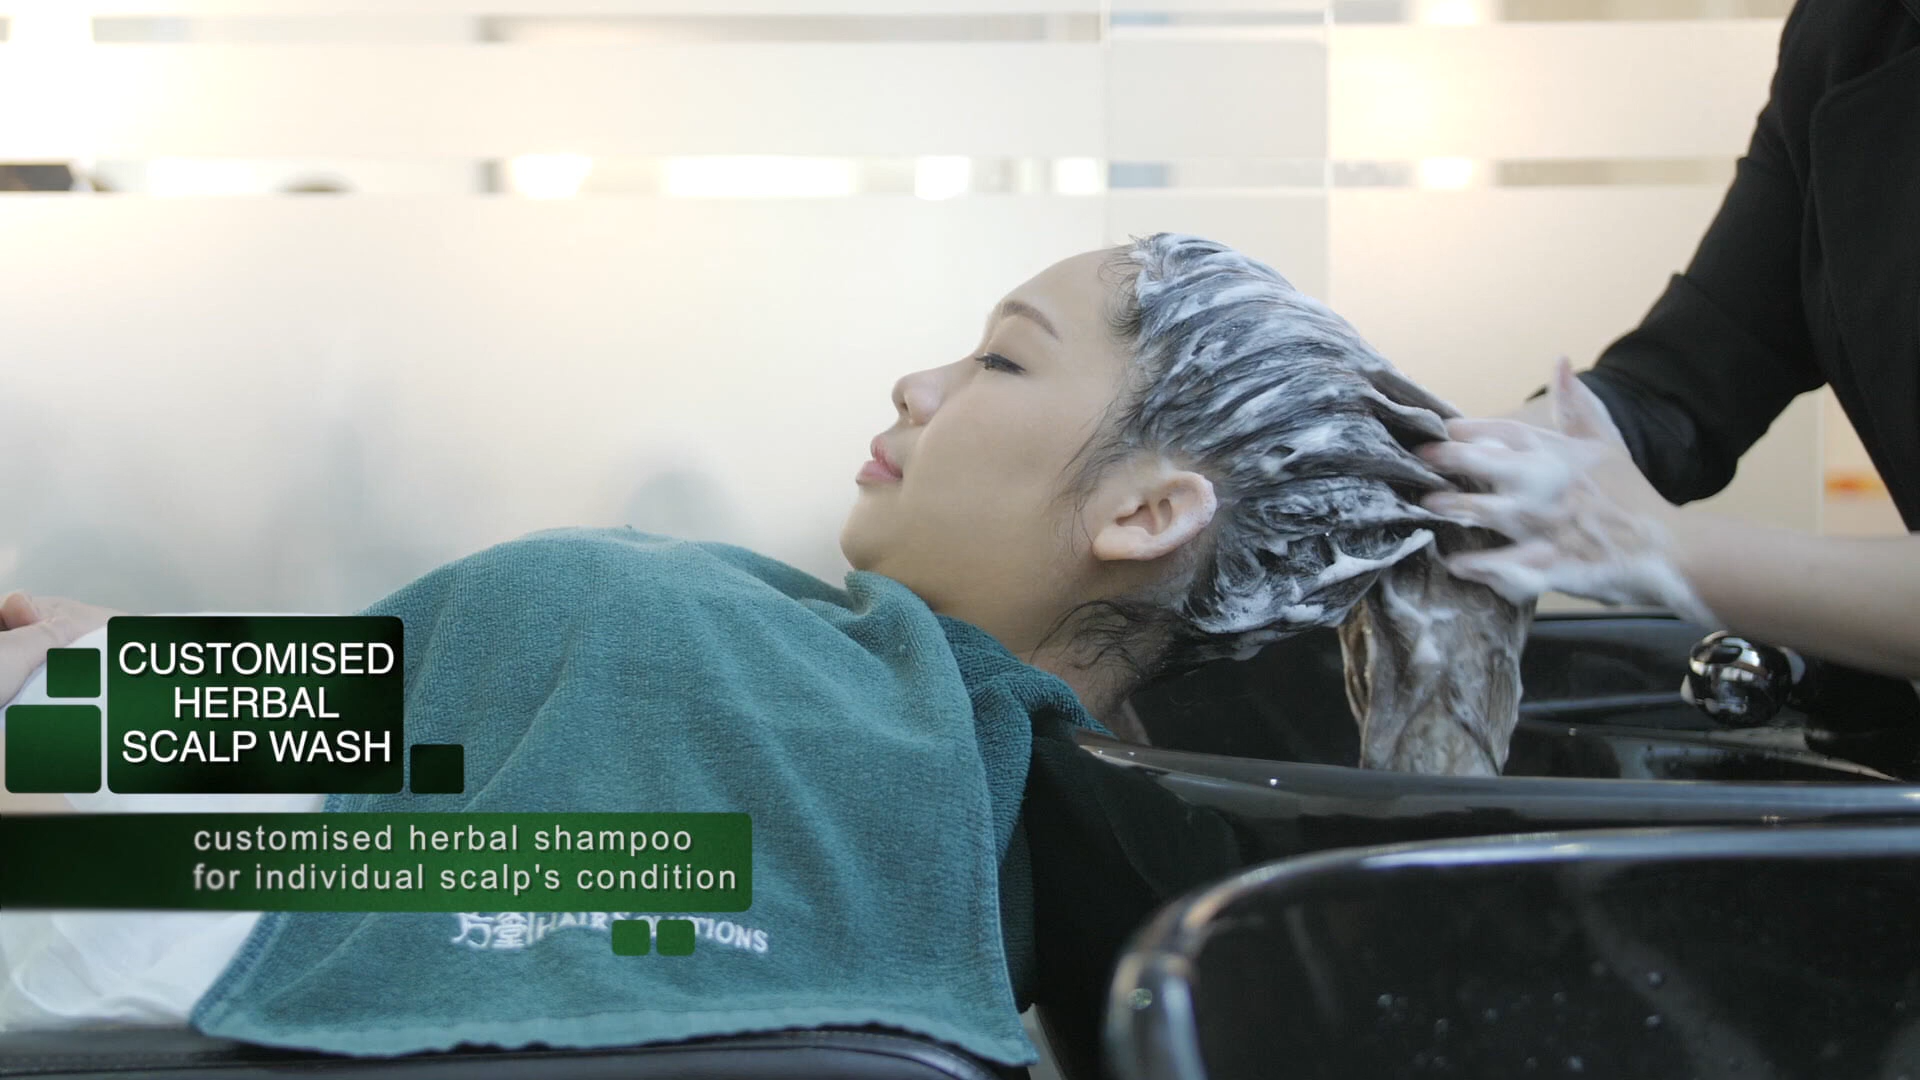 CUSTOMISED
HERBAL
SCALP WASH
customised herbal shampoo
for individual scalp's condition